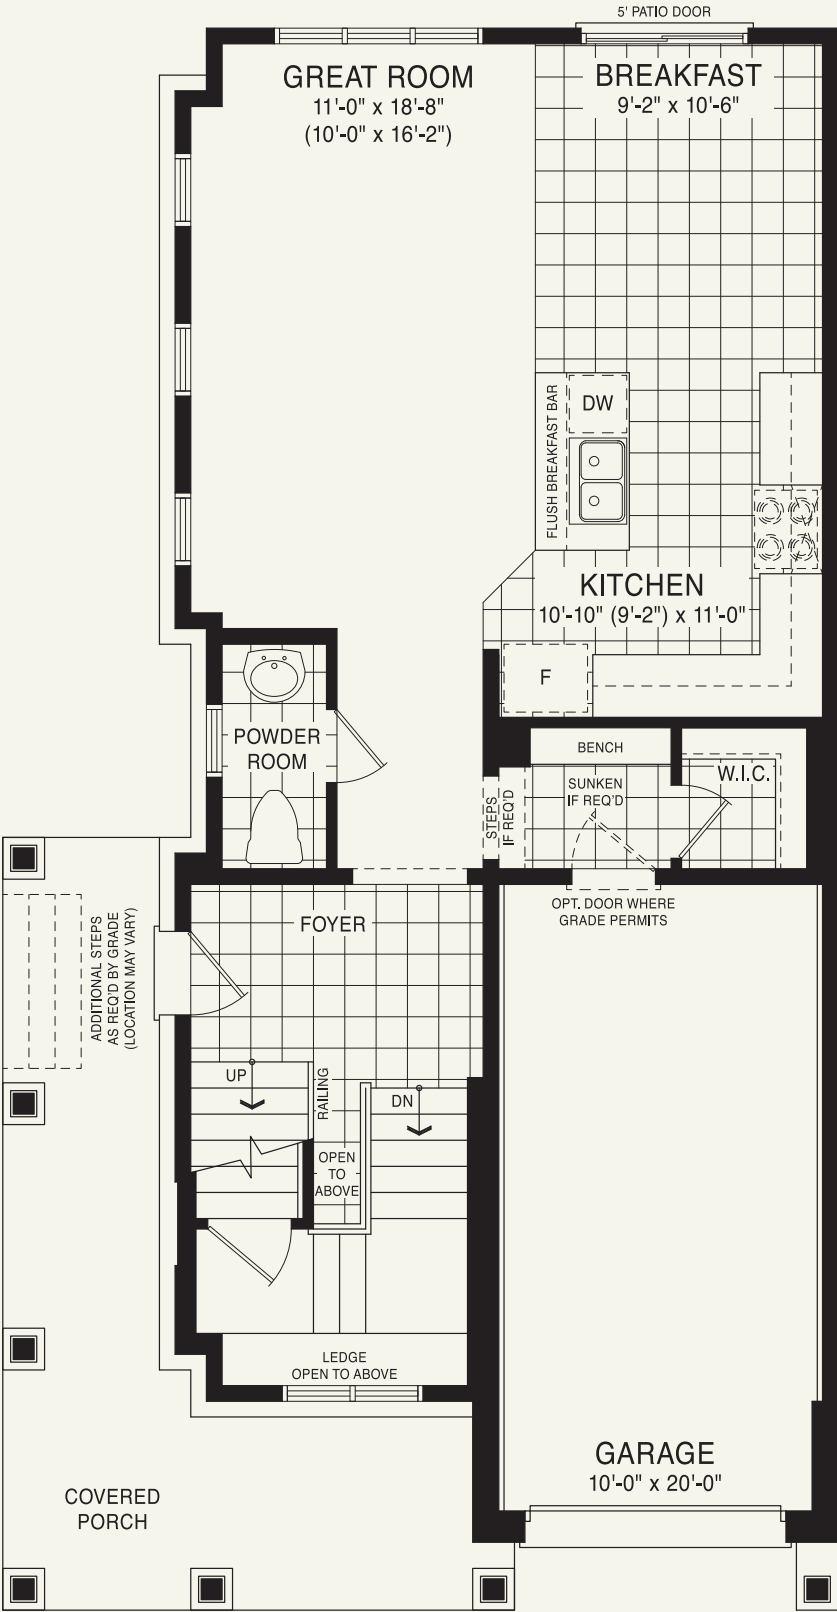 5' PATIO DOOR
GREAT ROOM
11'-0" x 18'-8"
(10'-0" x 16'-2")
BREAKFAST
9'-2" x 10'-6"
FLUSH BREAKFAST BAR
DW
KITCHEN
10'-10" (9'-2") x 11'-0"
F
POWDER
ROOM
BENCH
W.I.C.
SUNKEN
IF REQ'D
STEPS
IF REQ'D
OPT. DOOR WHERE
GRADE PERMITS
FOYER
ADDITIONAL STEPS
AS REQ'D BY GRADE
(LOCATION MAY VARY)
UP
RAILING
DN
OPEN
TO
ABOVE
LEDGE
OPEN TO ABOVE
GARAGE
10'-0" x 20'-0"
COVERED
PORCH